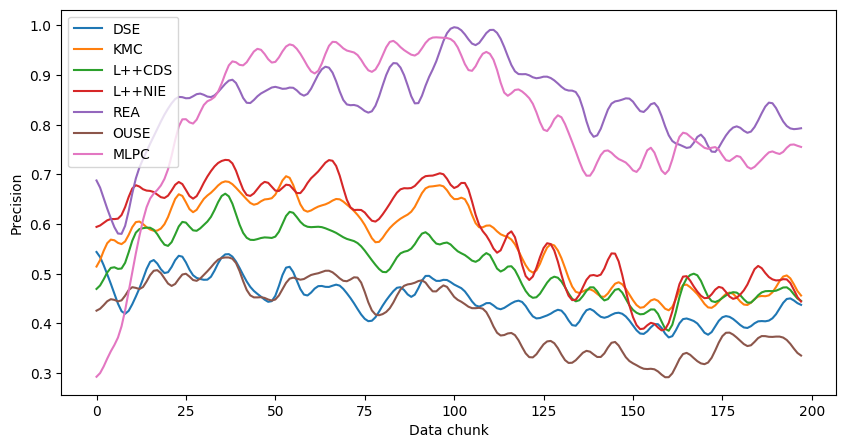 1.0
0.9
0.8
0.7
0.6
0.5
0.4
0.3
Precision
DSE
KMC
L++CDS
L++NIE
REA
OUSE
MLPC
0
25
50
75
100
125
150
175
200
Data chunk